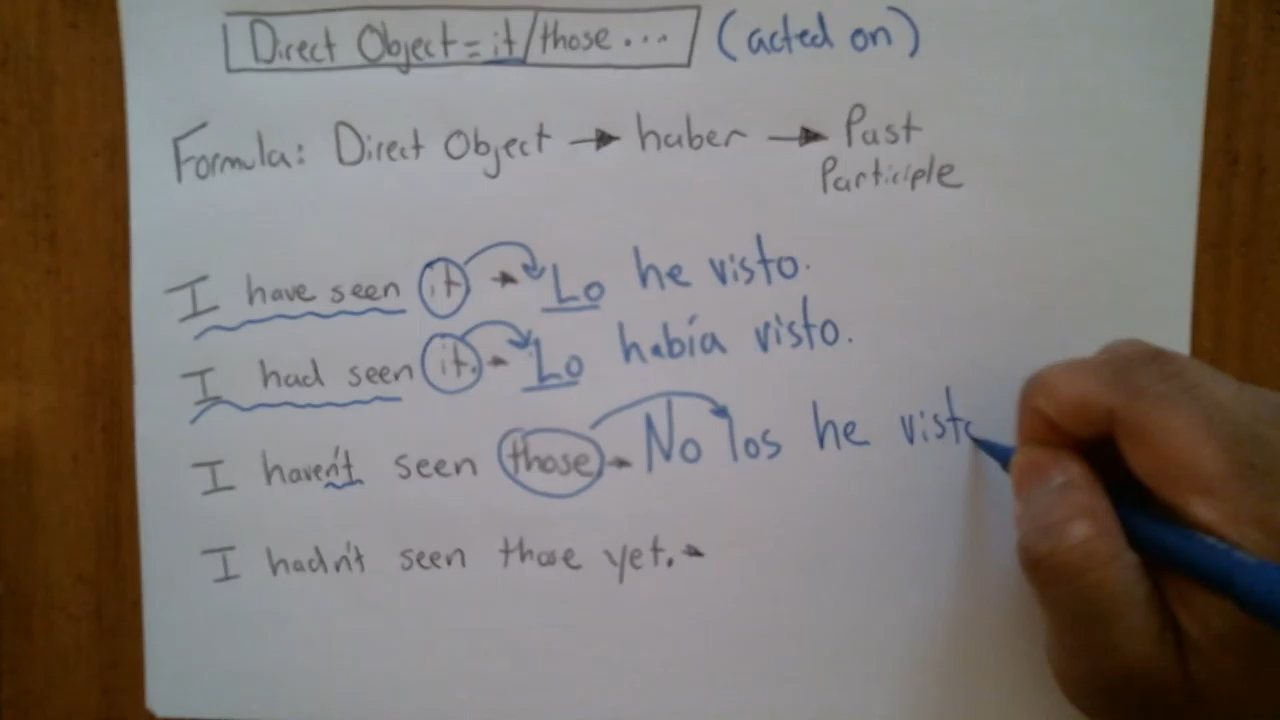 Direct Object = it/those... (acted on)
Formula: Direct Object → haber → Past Participle
I have seen it → Lo he visto.
I had seen it. → Lo había visto.
I haven't seen those → No los he visto
I hadn't seen those yet. →